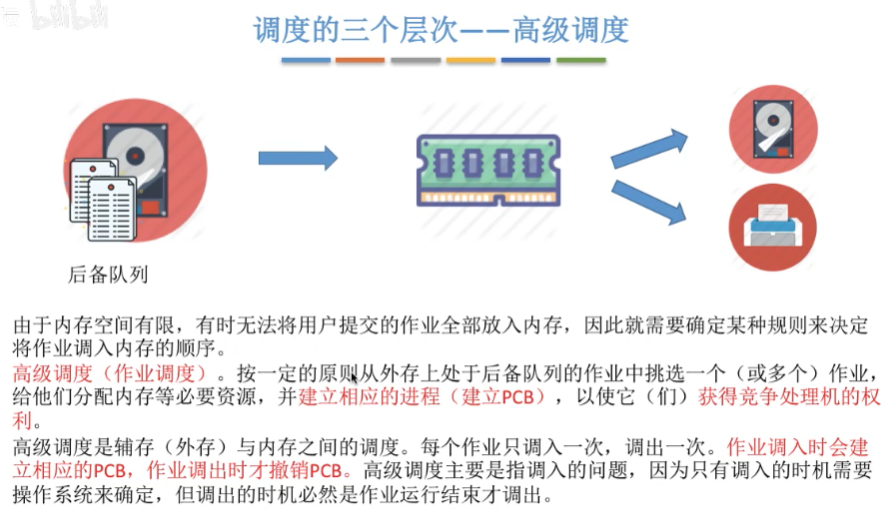 bilibili
调度的三个层次——高级调度
后备队列
由于内存空间有限，有时无法将用户提交的作业全部放入内存，因此就需要确定某种规则来决定
将作业调入内存的顺序。
高级调度（作业调度）。按一定的原则从外存上处于后备队列的作业中挑选一个（或多个）作业，
给他们分配内存等必要资源，并建立相应的进程（建立PCB），以使它（们）获得竞争处理机的权
利。
高级调度是辅存（外存）与内存之间的调度。每个作业只调入一次，调出一次。作业调入时会建
立相应的PCB，作业调出时才撤销PCB。高级调度主要是指调入的问题，因为只有调入的时机需要
操作系统来确定，但调出的时机必然是作业运行结束才调出。